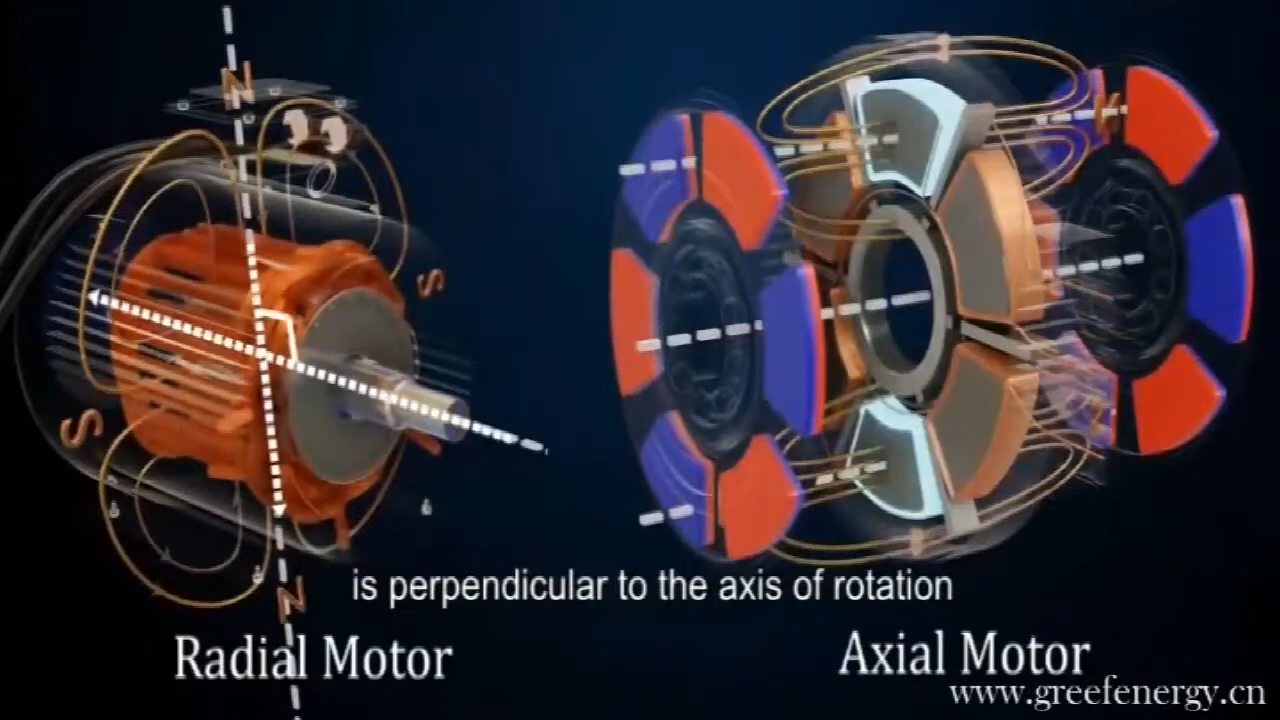 N
S
S
N
is perpendicular to the axis of rotation
Radial Motor
Axial Motor
www.greefenergy.cn